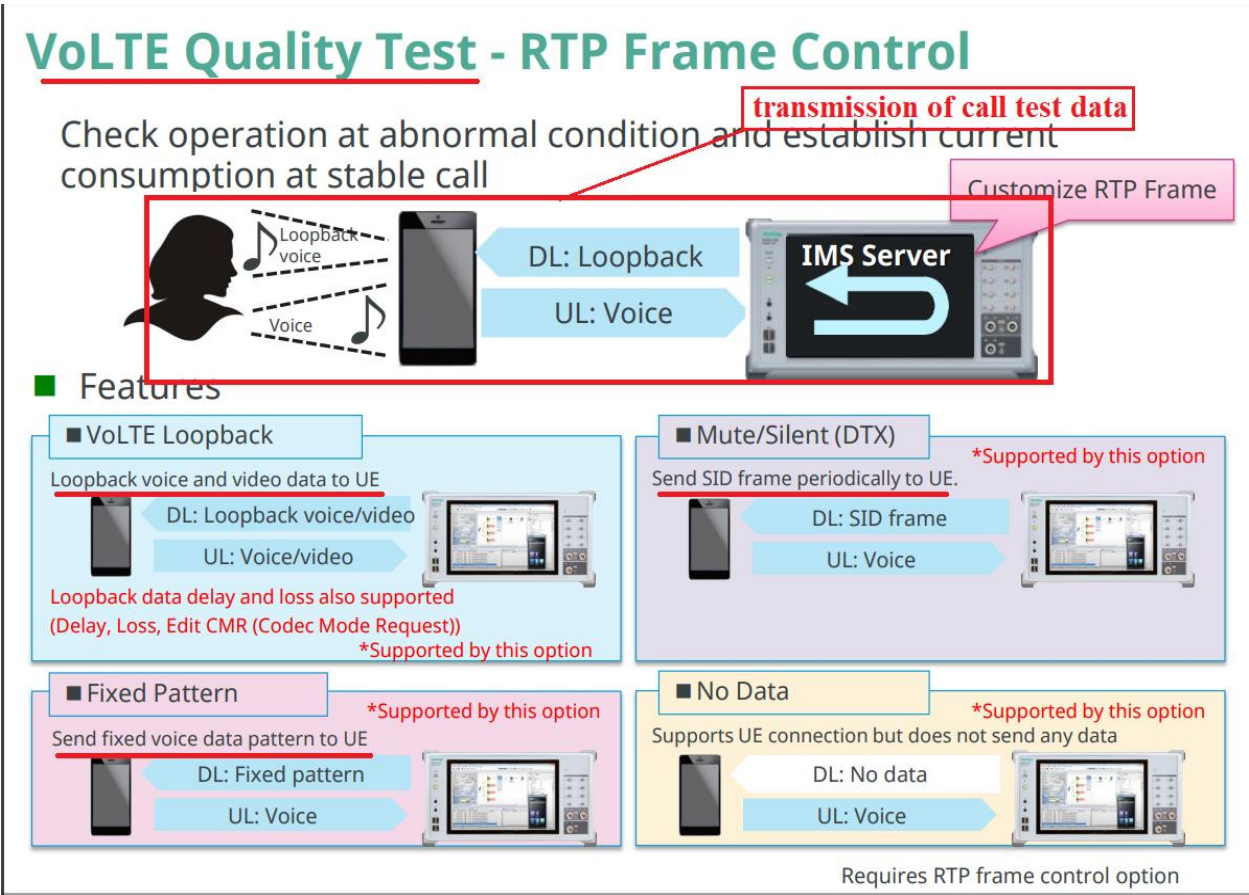 VoLTE Quality Test - RTP Frame Control
transmission of call test data
Check operation at abnormal condition and establish current
consumption at stable call
Customize RTP Frame
Loopback
voice
Voice
DL: Loopback
UL: Voice
IMS Server
■ Features
■ VoLTE Loopback
Loopback voice and video data to UE
DL: Loopback voice/video
UL: Voice/video
Loopback data delay and loss also supported
(Delay, Loss, Edit CMR (Codec Mode Request))
*Supported by this option
■ Mute/Silent (DTX)
*Supported by this option
Send SID frame periodically to UE.
DL: SID frame
UL: Voice
■ Fixed Pattern
*Supported by this option
Send fixed voice data pattern to UE
DL: Fixed pattern
UL: Voice
■ No Data
*Supported by this option
Supports UE connection but does not send any data
DL: No data
UL: Voice
Requires RTP frame control option